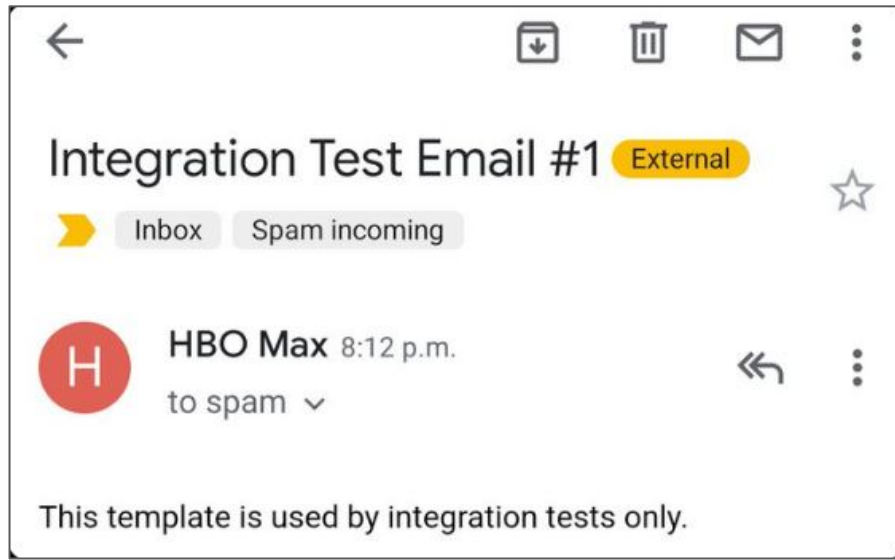 Integration Test Email #1 External
Inbox Spam incoming
H
HBO Max 8:12 p.m.
to spam
This template is used by integration tests only.